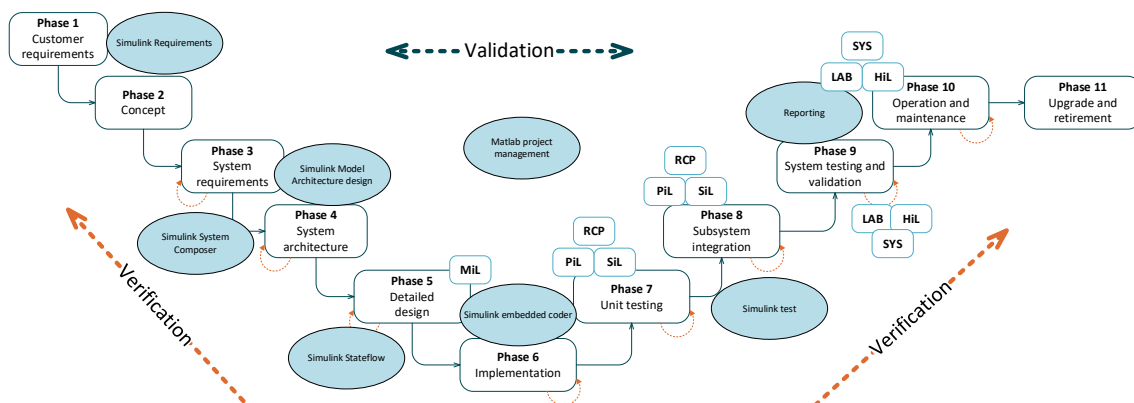 Phase 1
Customer
requirements
Simulink Requirements
Validation
Phase 2
Concept
Phase 3
System
requirements
Simulink Model
Architecture design
Matlab project
management
Simulink System
Composer
Phase 4
System
architecture
Verification
Phase 5
Detailed
design
MiL
Simulink Stateflow
Simulink embedded coder
Phase 6
Implementation
RCP
PiL
SiL
Phase 7
Unit testing
RCP
PiL
SiL
Phase 8
Subsystem
integration
Simulink test
Reporting
Phase 9
System testing and
validation
LAB
HiL
SYS
SYS
LAB
HiL
Phase 10
Operation and
maintenance
Phase 11
Upgrade and
retirement
Verification